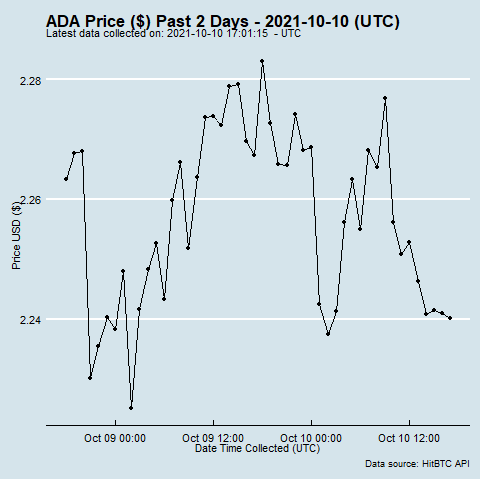 ADA Price ($) Past 2 Days - 2021-10-10 (UTC)
Latest data collected on: 2021-10-10 17:01:15 - UTC
Price USD ($)
2.28
2.26
2.24
Oct 09 00:00
Oct 09 12:00
Oct 10 00:00
Oct 10 12:00
Date Time Collected (UTC)
Data source: HitBTC API